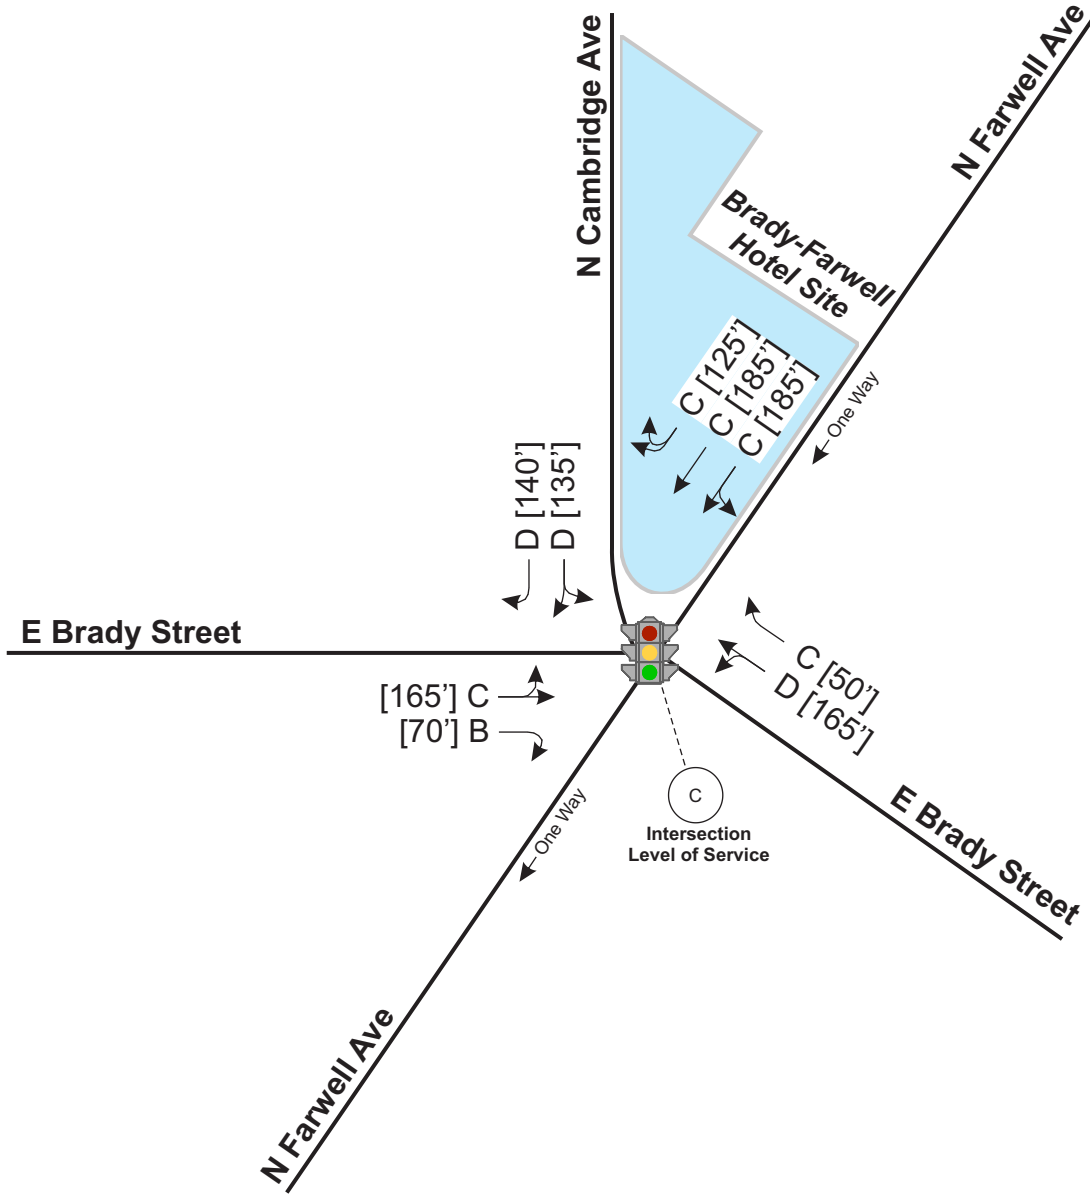 N Cambridge Ave
N Farwell Ave
Brady-Farwell
Hotel Site
C [125’]
C [185’]
C [185’]
One Way
D [140’]
D [135’]
E Brady Street
[165’] C
[70’] B
C [50’]
D [165’]
C
Intersection
Level of Service
One Way
E Brady Street
N Farwell Ave